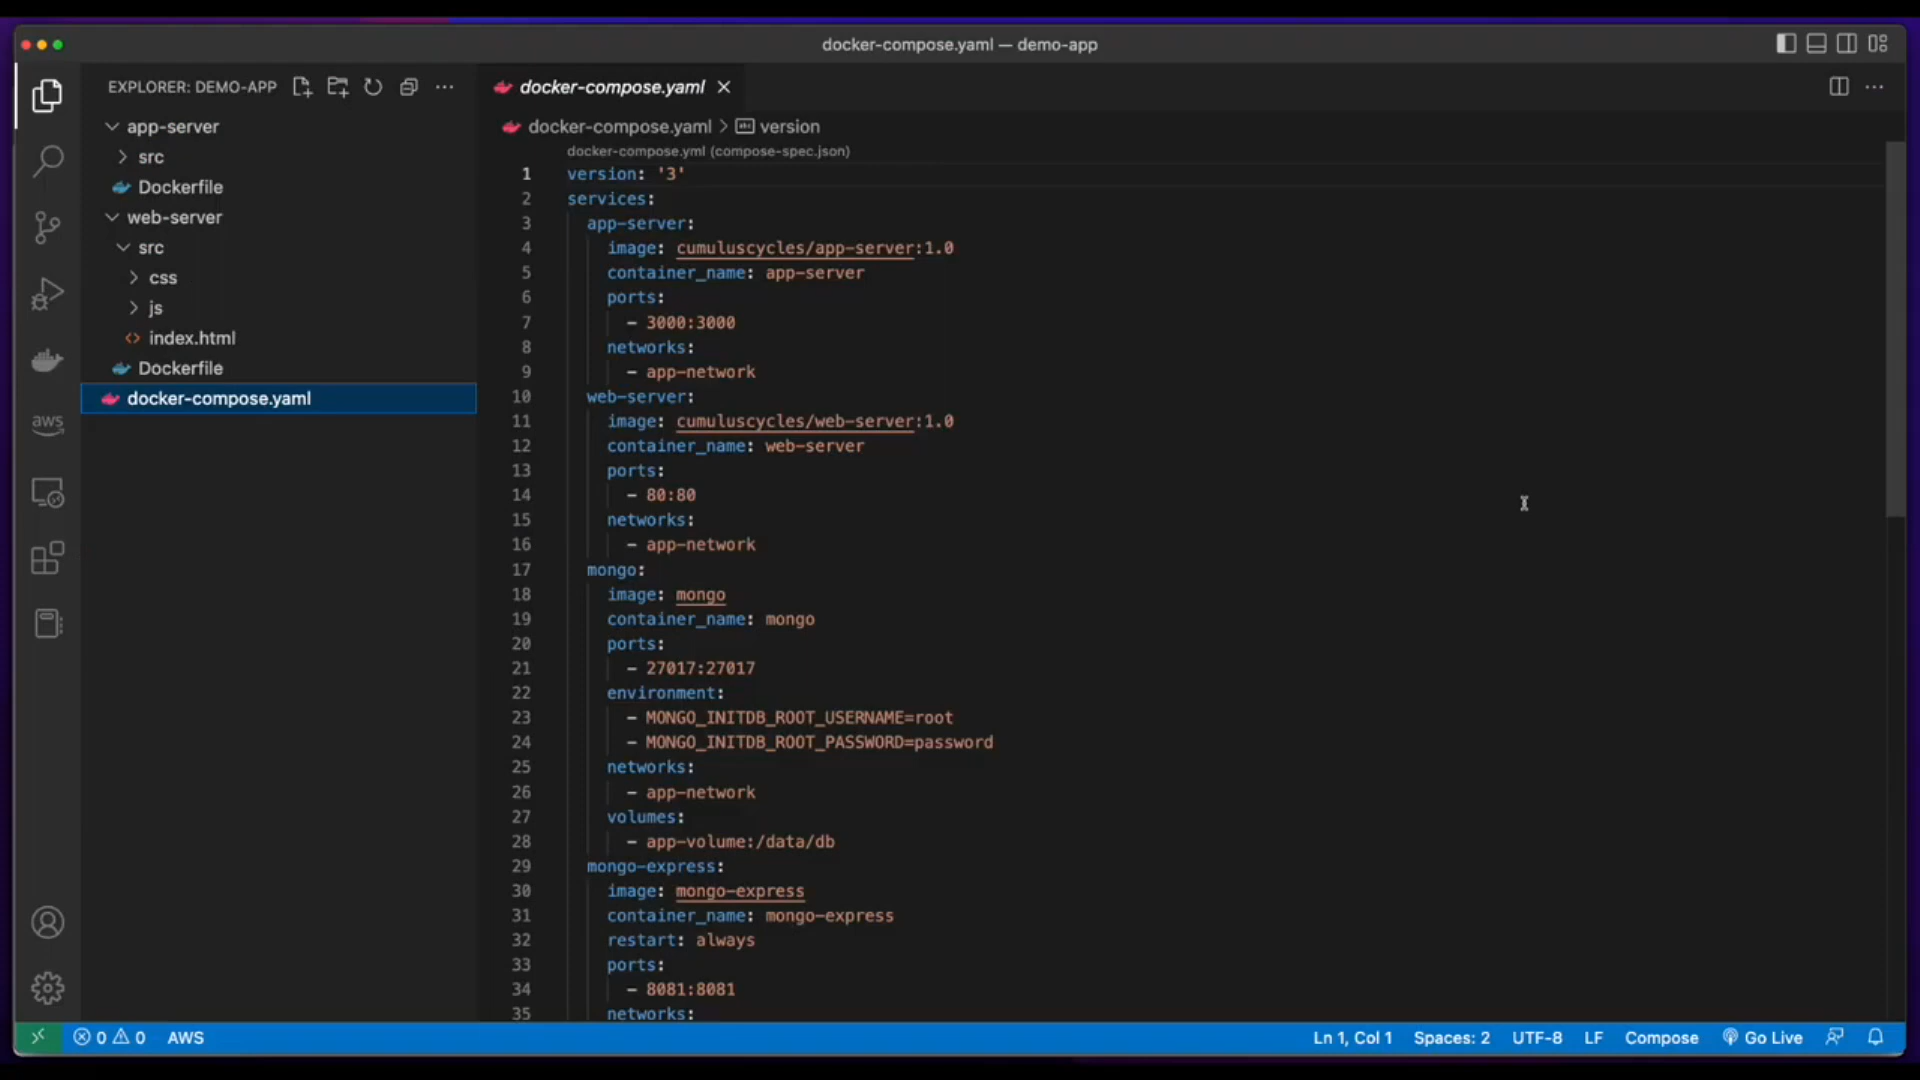 docker-compose.yaml — demo-app
EXPLORER: DEMO-APP
docker-compose.yaml
app-server
src
Dockerfile
web-server
src
css
js
index.html
Dockerfile
docker-compose.yaml
aws
docker-compose.yaml > version
docker-compose.yml (compose-spec.json)
1 version: '3'
2 services:
3 app-server:
4 image: cumuluscycles/app-server:1.0
5 container_name: app-server
6 ports:
7 - 3000:3000
8 networks:
9 - app-network
10 web-server:
11 image: cumuluscycles/web-server:1.0
12 container_name: web-server
13 ports:
14 - 80:80
15 networks:
16 - app-network
17 mongo:
18 image: mongo
19 container_name: mongo
20 ports:
21 - 27017:27017
22 environment:
23 - MONGO_INITDB_ROOT_USERNAME=root
24 - MONGO_INITDB_ROOT_PASSWORD=password
25 networks:
26 - app-network
27 volumes:
28 - app-volume:/data/db
29 mongo-express:
30 image: mongo-express
31 container_name: mongo-express
32 restart: always
33 ports:
34 - 8081:8081
35 networks:
0 0 AWS
Ln 1, Col 1 Spaces: 2 UTF-8 LF Compose Go Live